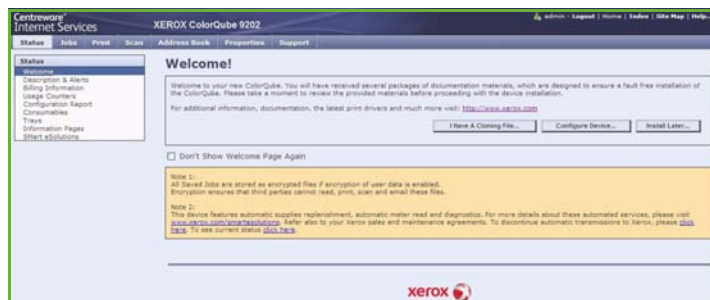 Centreware®
Internet Services
XEROX ColorQube 9202
admin - Logout | Home | Index | Site Map | Help
Status Jobs Print Scan Address Book Properties Support
Status
Welcome
Description & Alerts
Billing Information
Usage Counters
Configuration Report
Consumables
Trays
Information Pages
SMart eSolutions
Welcome!
Welcome to your new ColorQube. You will have received several packages of documentation materials, which are designed to ensure a fault free installation of
the ColorQube. Please take a moment to review the provided materials before proceeding with the device installation.
For additional information, documentation, the latest print drivers and much more visit: http://www.xerox.com
I Have A Cloning File... Configure Device... Install Later...
Don't Show Welcome Page Again
Note 1:
All Saved Jobs are stored as encrypted files if encryption of user data is enabled.
Encryption ensures that third parties cannot read, print, scan and email these files.
Note 2:
This device features automatic supplies replenishment, automatic meter read and diagnostics. For more details about these automated services, please visit
www.xerox.com/smartesolutions. Refer also to your Xerox sales and maintenance agreements. To discontinue automatic transmissions to Xerox, please click
here. To see current status click here.
xerox